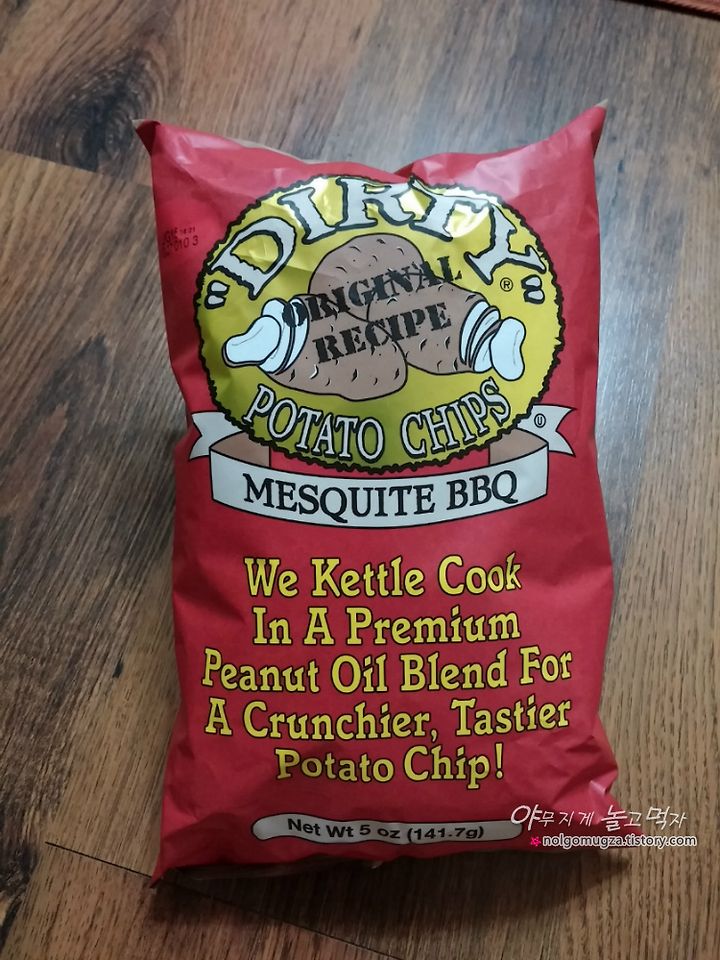 "DIRTY"
®
ORIGINAL
RECIPE
POTATO CHIPS
U
MESQUITE BBQ
We Kettle Cook
In A Premium
Peanut Oil Blend For
A Crunchier, Tastier
Potato Chip!
Net Wt 5 oz (141.7g)
야무지게 놀고먹자
nolgomugza.tistory.com